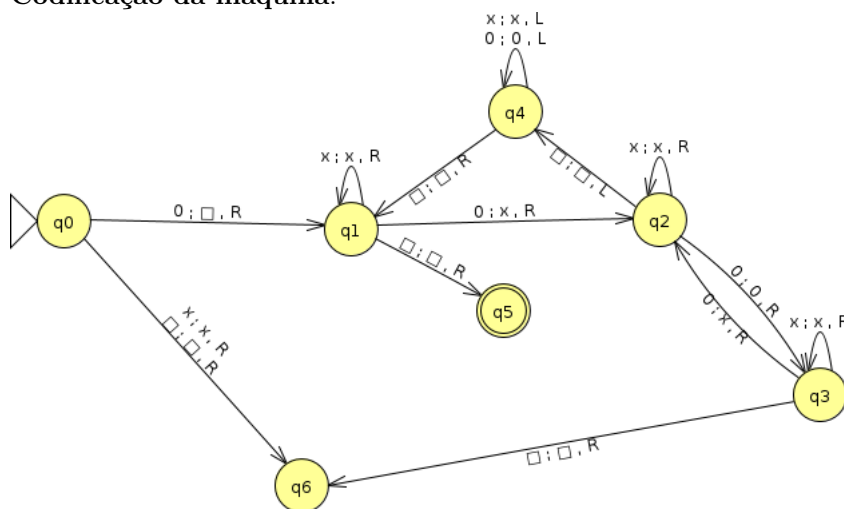 Codificação da máquina:
x ; x , L
0 ; 0 , L
q4
x ; x , R
x ; x , R
□ ; □ , R
□ ; □ , L
q0
0 ; □ , R
q1
0 ; x , R
q2
□ ; □ , R
q5
0 ; 0 , R
0 ; x , R
x ; x , R
□ ; □ , R
x ; x , R
q3
□ ; □ , R
q6